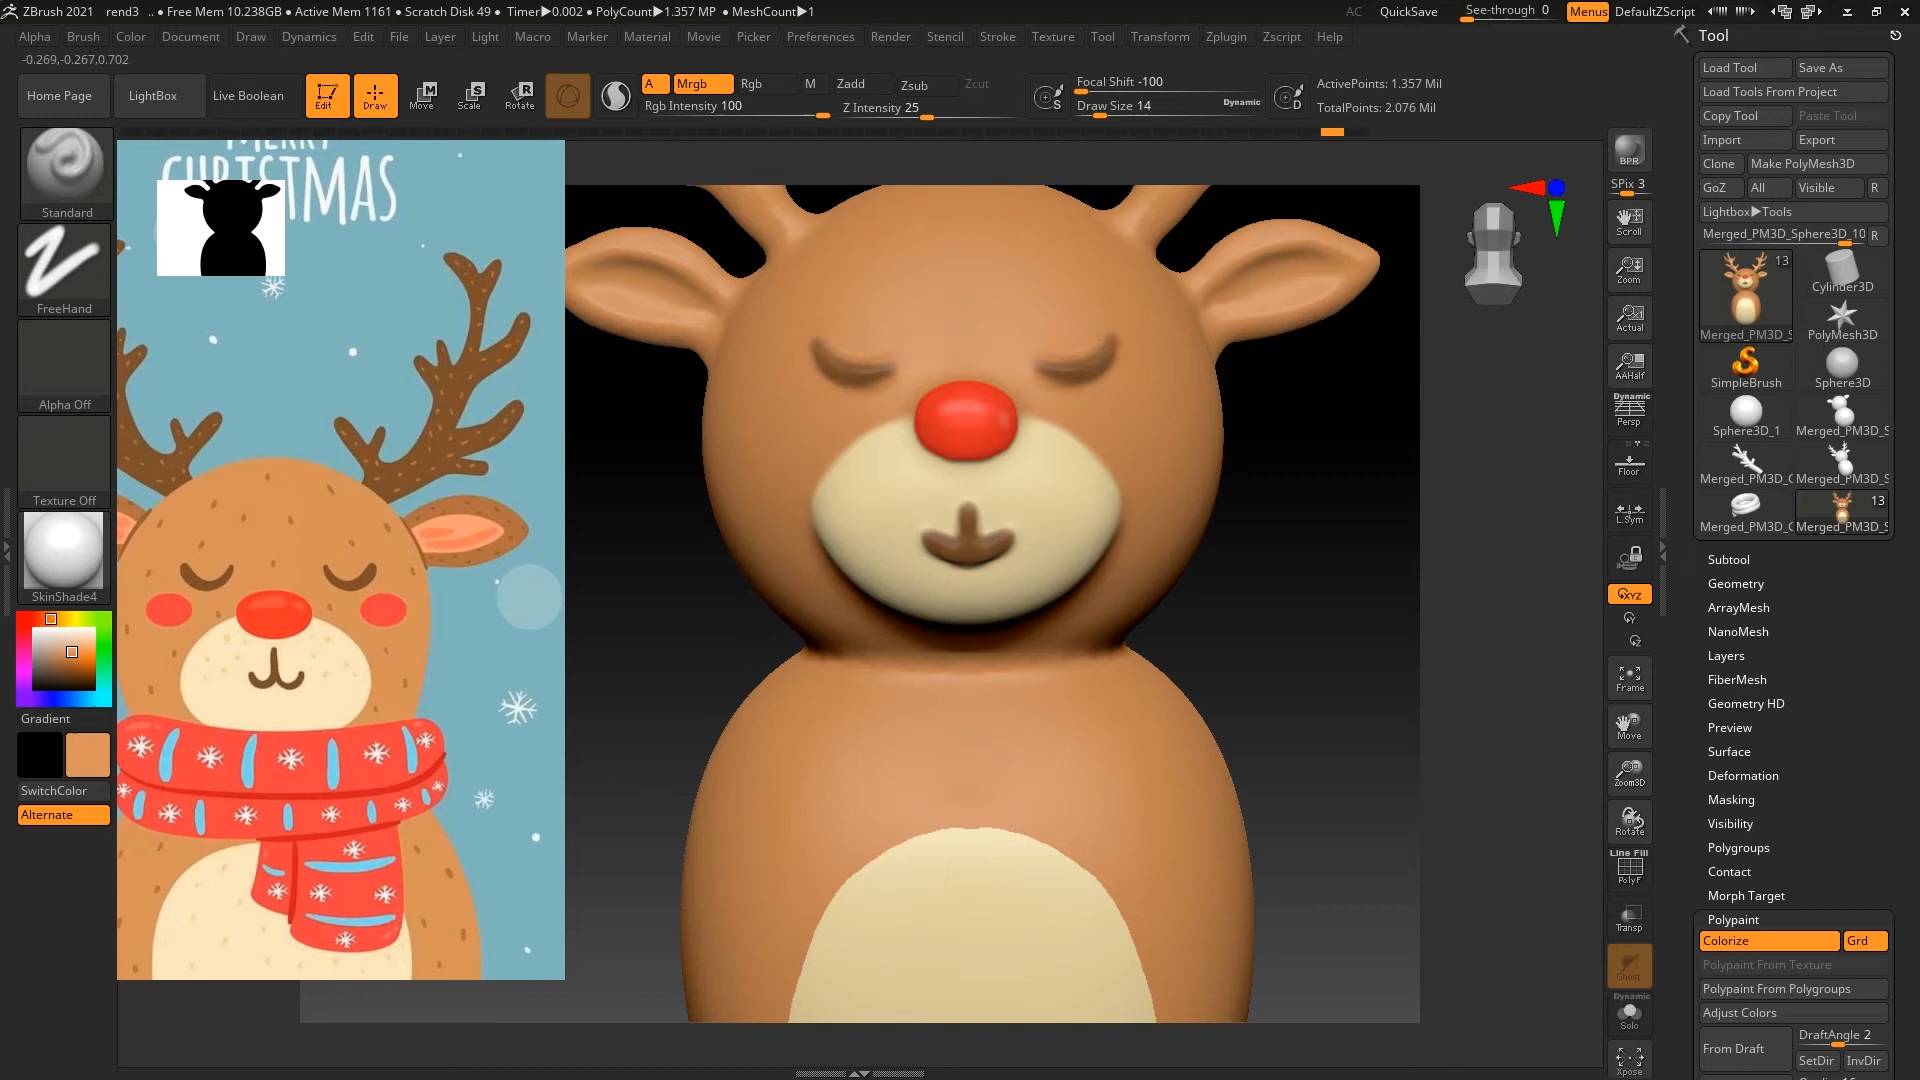 ZBrush 2021 rend3 .. • Free Mem 10.238GB • Active Mem 1161 • Scratch Disk 49 • Timer▶0.002 • PolyCount▶1.357 MP • MeshCount▶1
AC QuickSave See-through 0 Menus DefaultZScript
Alpha Brush Color Document Draw Dynamics Edit File Layer Light Macro Marker Material Movie Picker Preferences Render Stencil Stroke Texture Tool Transform Zplugin Zscript Help
-0.269,-0.267,0.702
Home Page LightBox Live Boolean Edit Draw Move Scale Rotate
A Mrgb Rgb M Zadd Zsub Zcut
Rgb Intensity 100 Z Intensity 25
S Focal Shift -100
Draw Size 14 Dynamic
D ActivePoints: 1.357 Mil
TotalPoints: 2.076 Mil
Standard
FreeHand
Alpha Off
Texture Off
SkinShade4
Gradient
SwitchColor
Alternate
MERRY
CHRISTMAS
BPR
SPix 3
Scroll
Zoom
Actual
AAHalf
Dynamic
Persp
Floor
L.Sym
XYZ
Y
Z
Frame
Move
Zoom3D
Rotate
Line Fill
PolyF
Transp
Ghost
Dynamic
Solo
Xpose
Tool
Load Tool Save As
Load Tools From Project
Copy Tool Paste Tool
Import Export
Clone Make PolyMesh3D
GoZ All Visible R
Lightbox▶Tools
Merged_PM3D_Sphere3D_10 R
13
Merged_PM3D_S Cylinder3D
PolyMesh3D
SimpleBrush Sphere3D
Sphere3D_1 Merged_PM3D_S
Merged_PM3D_C Merged_PM3D_S
13
Merged_PM3D_C Merged_PM3D_S
Subtool
Geometry
ArrayMesh
NanoMesh
Layers
FiberMesh
Geometry HD
Preview
Surface
Deformation
Masking
Visibility
Polygroups
Contact
Morph Target
Polypaint
Colorize Grd
Polypaint From Texture
Polypaint From Polygroups
Adjust Colors
From Draft DraftAngle 2
SetDir InvDir